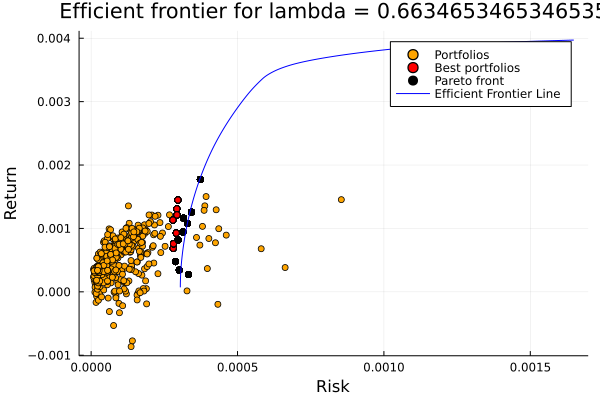 Efficient frontier for lambda = 0.6634653465346535
0.004
Portfolios
Best portfolios
Pareto front
Efficient Frontier Line
0.003
0.002
0.001
0.000
−0.001
Return
0.0000
0.0005
0.0010
0.0015
Risk